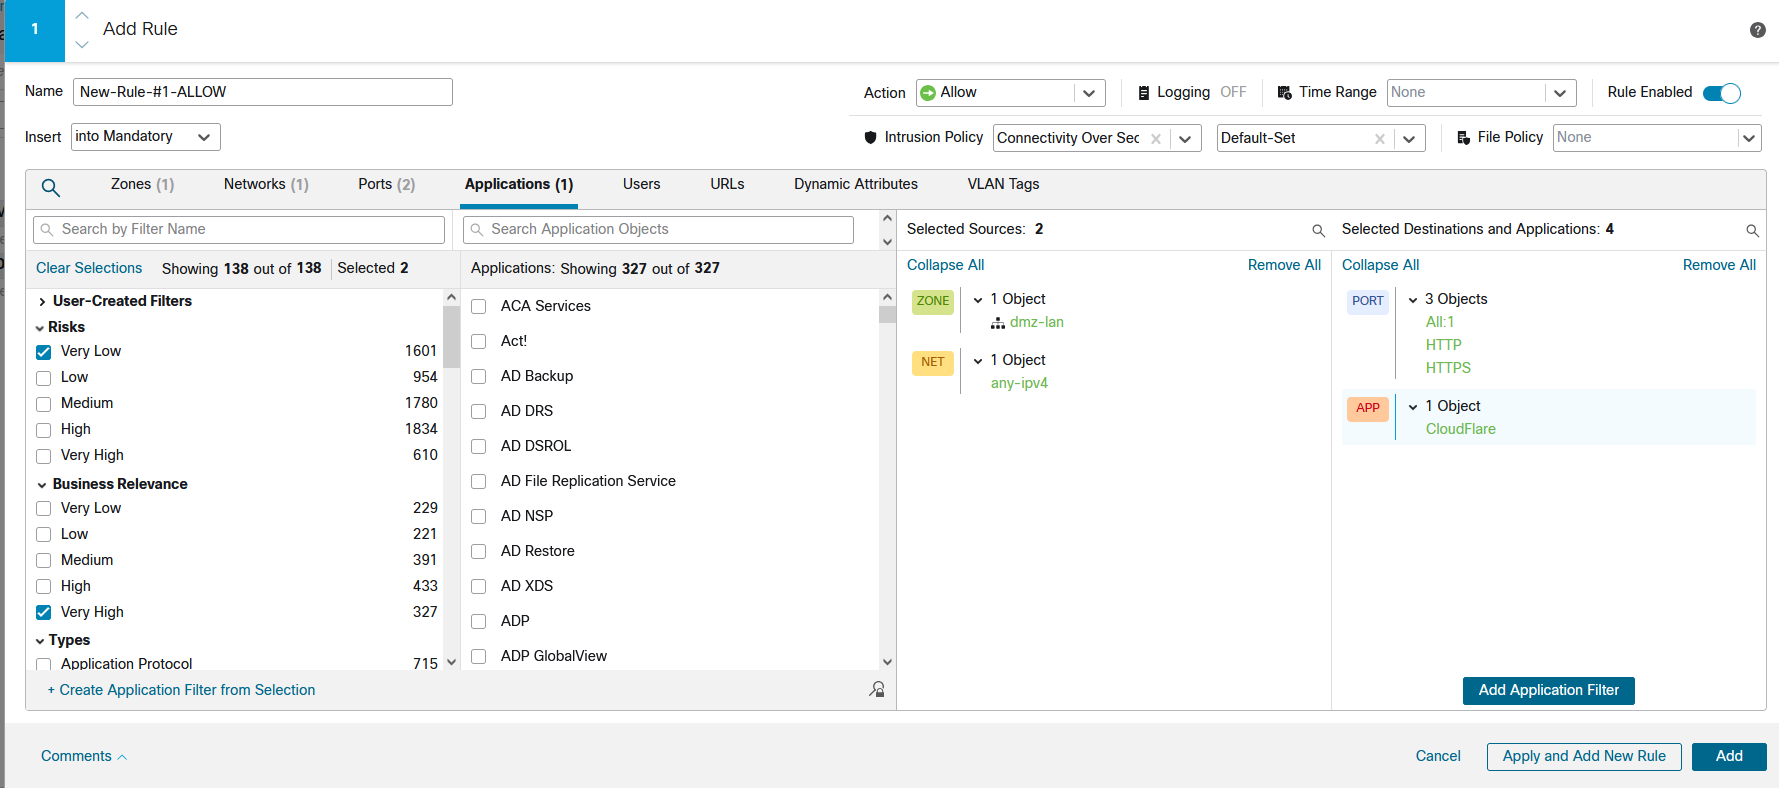 1
Add Rule
?
Name New-Rule-#1-ALLOW
Action Allow Logging OFF Time Range None Rule Enabled
Insert into Mandatory
Intrusion Policy Connectivity Over Sec Default-Set File Policy None
Zones (1) Networks (1) Ports (2) Applications (1) Users URLs Dynamic Attributes VLAN Tags
Search by Filter Name
Clear Selections Showing 138 out of 138 Selected 2
User-Created Filters
Risks
Very Low 1601
Low 954
Medium 1780
High 1834
Very High 610
Business Relevance
Very Low 229
Low 221
Medium 391
High 433
Very High 327
Types
Application Protocol 715
+ Create Application Filter from Selection
Search Application Objects
Applications: Showing 327 out of 327
ACA Services
Act!
AD Backup
AD DRS
AD DSROL
AD File Replication Service
AD NSP
AD Restore
AD XDS
ADP
ADP GlobalView
Selected Sources: 2
Collapse All Remove All
ZONE 1 Object
dmz-lan
NET 1 Object
any-ipv4
Selected Destinations and Applications: 4
Collapse All Remove All
PORT 3 Objects
All:1
HTTP
HTTPS
APP 1 Object
CloudFlare
Add Application Filter
Comments
Cancel Apply and Add New Rule Add